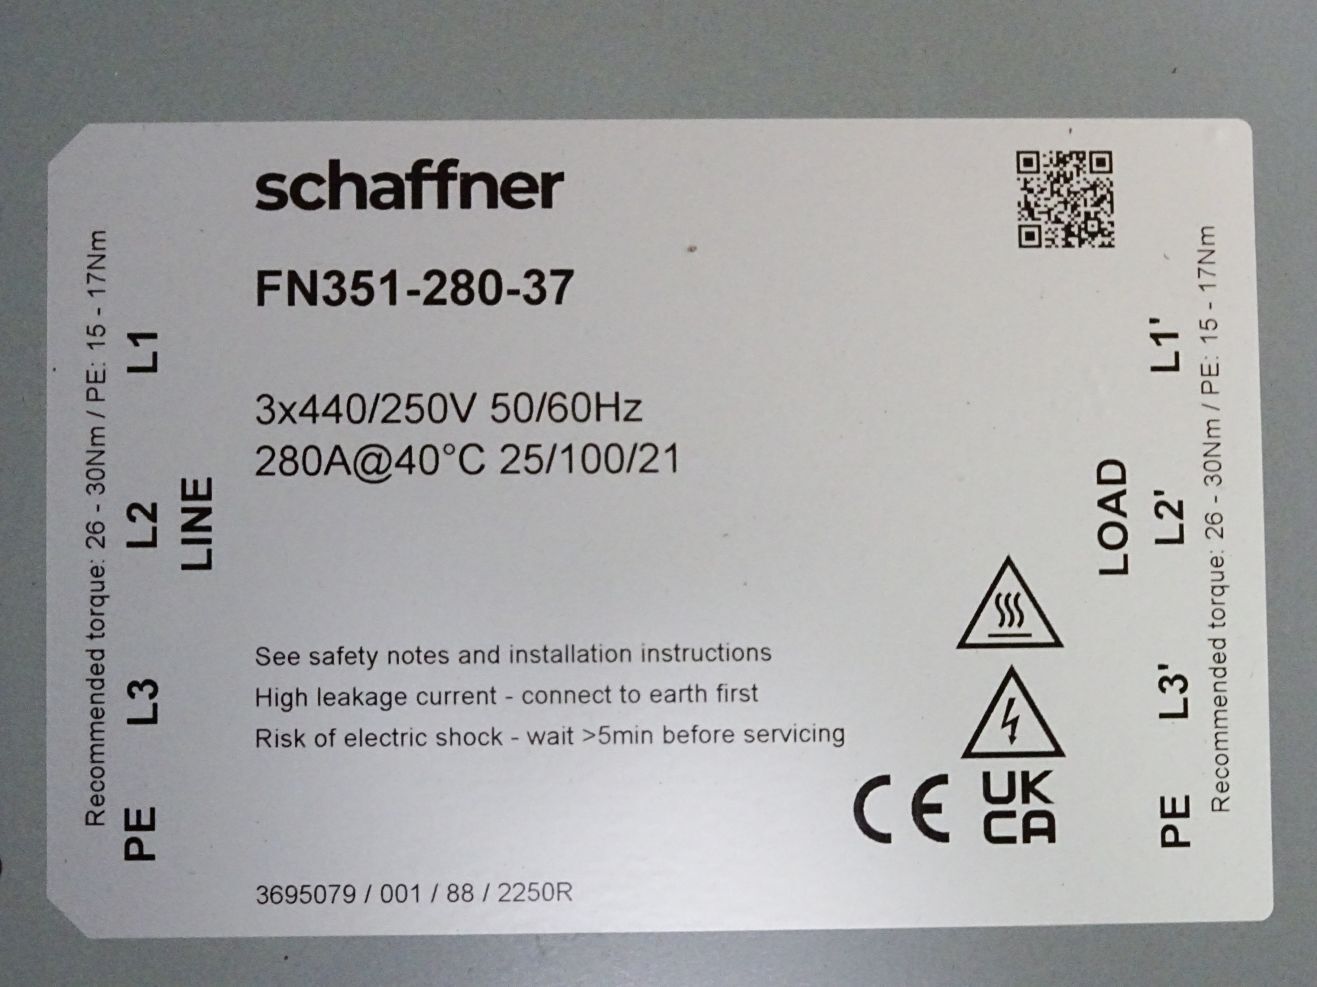 schaffner
FN351-280-37
3x440/250V 50/60Hz
280A@40°C 25/100/21
See safety notes and installation instructions
High leakage current - connect to earth first
Risk of electric shock - wait >5min before servicing
3695079 / 001 / 88 / 2250R
Recommended torque: 26 - 30Nm / PE: 15 - 17Nm
PE L3 L2 L1
LINE
LOAD
PE L3' L2' L1'
Recommended torque: 26 - 30Nm / PE: 15 - 17Nm
CE
UK
CA